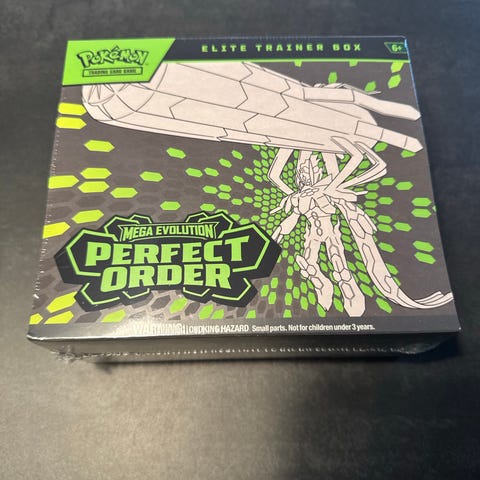 Pokémon
TRADING CARD GAME
ELITE TRAINER BOX
6+
MEGA EVOLUTION
PERFECT
ORDER
WARNING: CHOKING HAZARD Small parts. Not for children under 3 years.